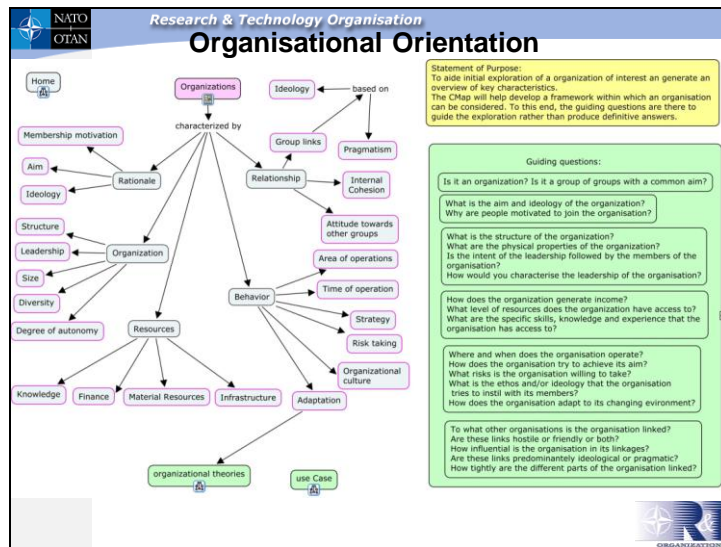 NATO
OTAN
Research & Technology Organisation
Organisational Orientation
Home
Organizations
characterized by
Ideology
based on
Group links
Pragmatism
Membership motivation
Aim
Ideology
Rationale
Relationship
Internal
Cohesion
Attitude towards
other groups
Structure
Leadership
Size
Diversity
Degree of autonomy
Organization
Behavior
Area of operations
Time of operation
Strategy
Risk taking
Organizational
culture
Adaptation
Resources
Knowledge
Finance
Material Resources
Infrastructure
organizational theories
use Case
Statement of Purpose:
To aide initial exploration of a organization of interest an generate an
overview of key characteristics.
The CMap will help develop a framework within which an organisation
can be considered. To this end, the guiding questions are there to
guide the exploration rather than produce definitive answers.
Guiding questions:
Is it an organization? Is it a group of groups with a common aim?
What is the aim and ideology of the organization?
Why are people motivated to join the organisation?
What is the structure of the organization?
What are the physical properties of the organization?
Is the intent of the leadership followed by the members of the
organisation?
How would you characterise the leadership of the organisation?
How does the organization generate income?
What level of resources does the organization have access to?
What are the specific skills, knowledge and experience that the
organisation has access to?
Where and when does the organisation operate?
How does the organisation try to achieve its aim?
What risks is the organisation willing to take?
What is the ethos and/or ideology that the organisation
tries to instil with its members?
How does the organisation adapt to its changing evironment?
To what other organisations is the organisation linked?
Are these links hostile or friendly or both?
How influential is the organisation in its linkages?
Are these links predominantely ideological or pragmatic?
How tightly are the different parts of the organisation linked?
R&
ORGANIZATION